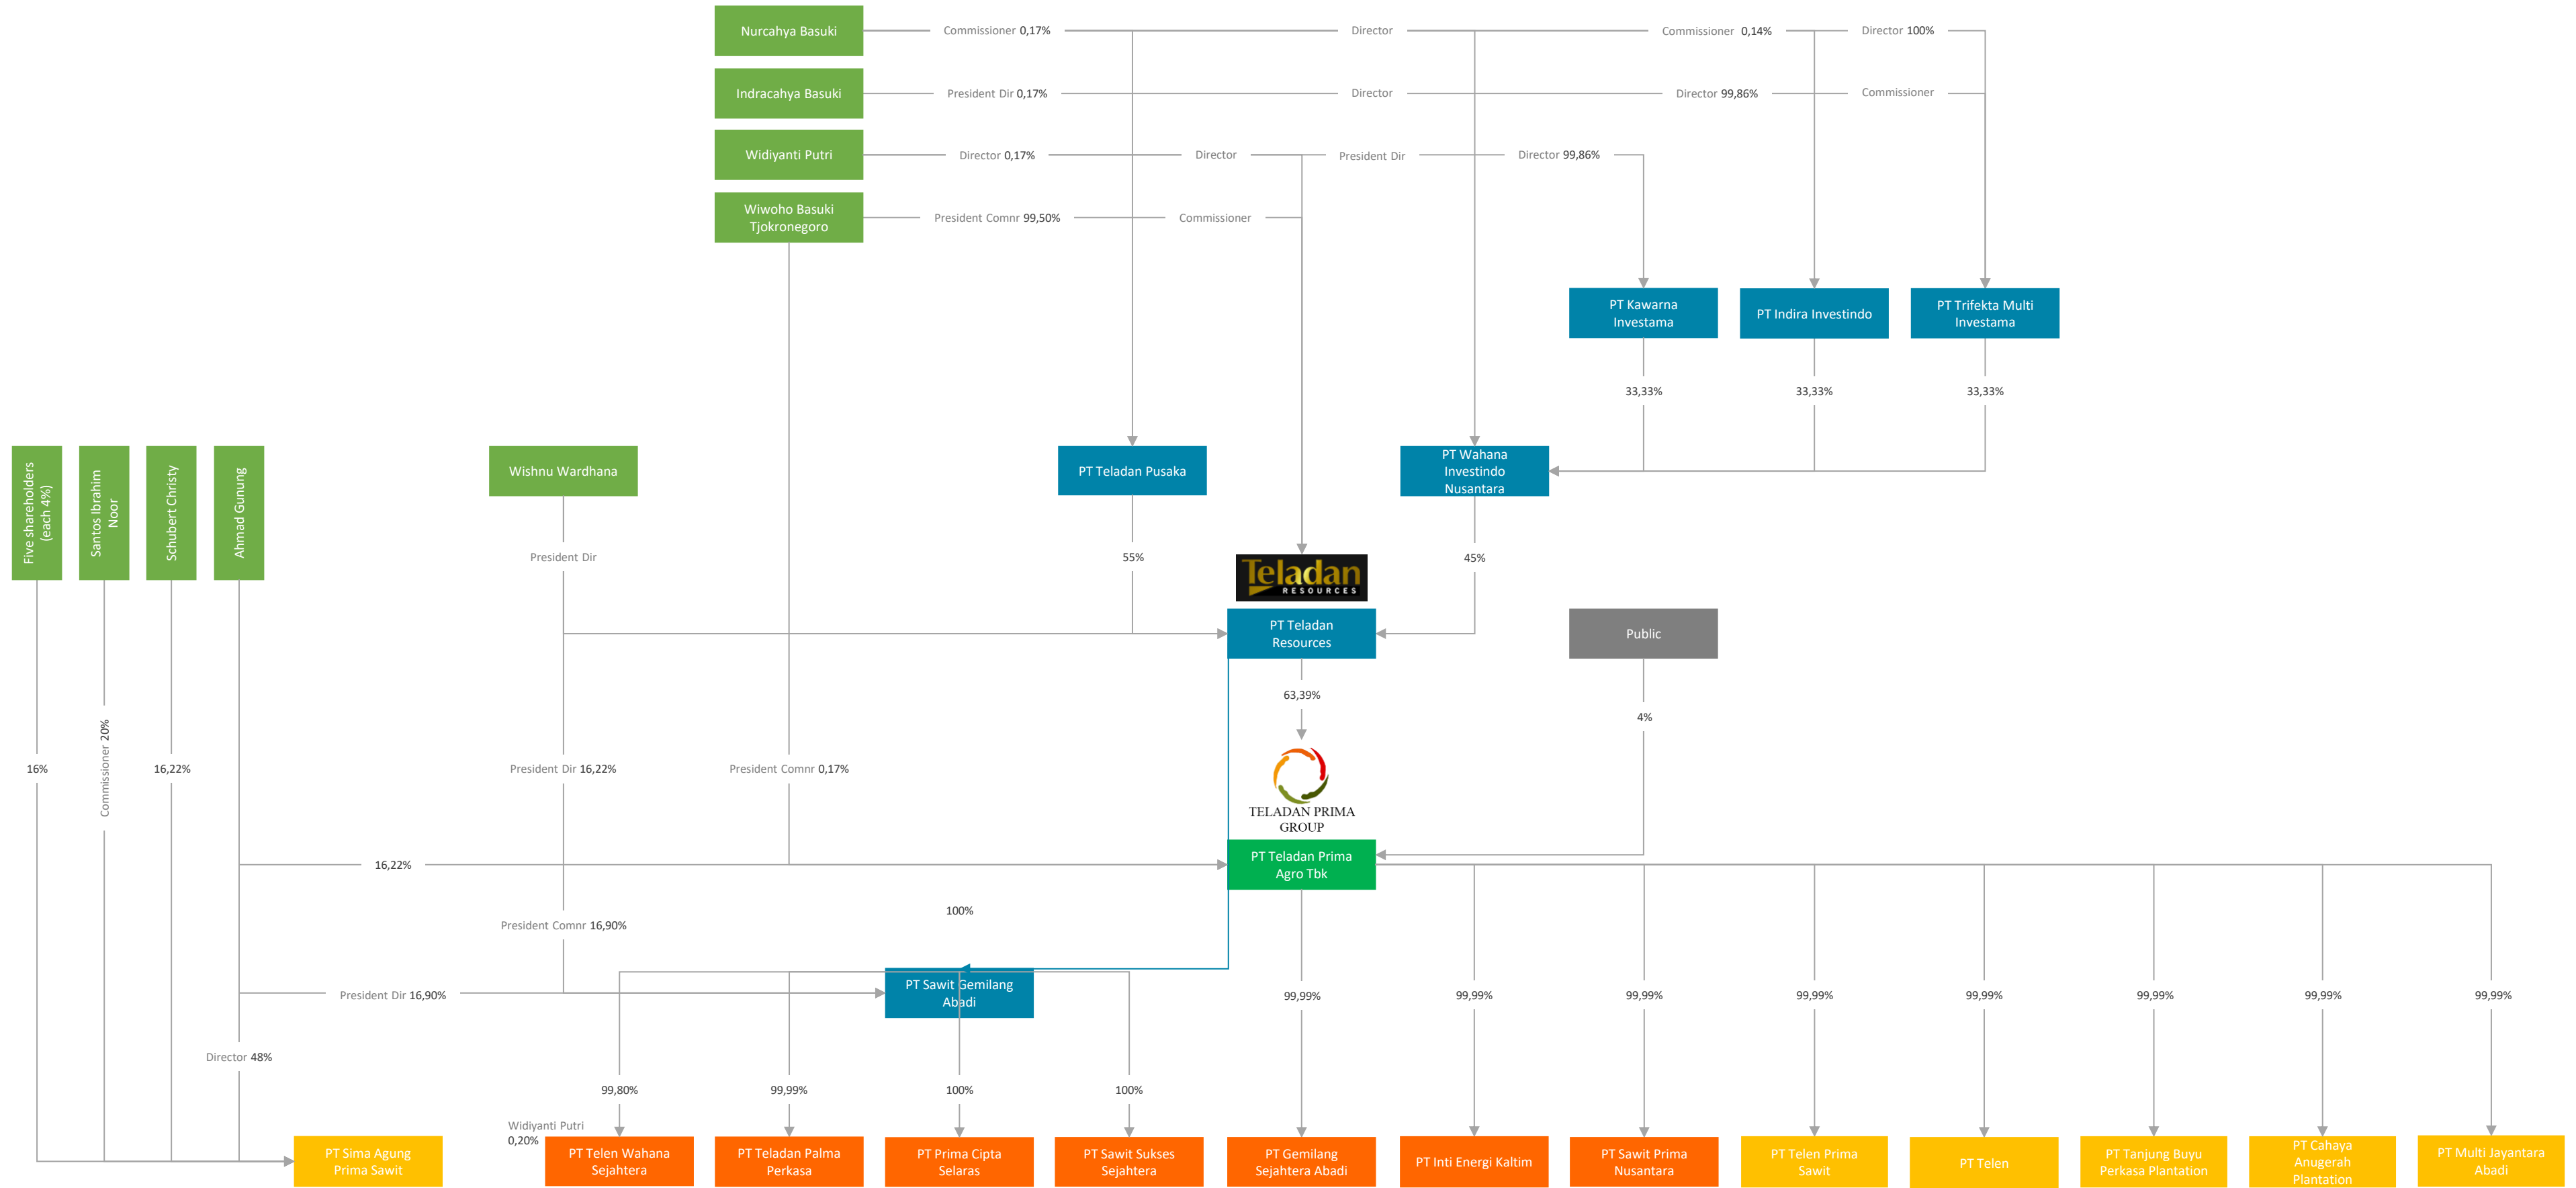 Nurcahya Basuki
Commissioner 0,17%
Director
Commissioner 0,14%
Director 100%
Indracahya Basuki
President Dir 0,17%
Director
Director 99,86%
Commissioner
Widiyanti Putri
Director 0,17%
Director
President Dir
Director 99,86%
Wiwoho Basuki
Tjokronegoro
President Comnr 99,50%
Commissioner
PT Kawarna
Investama
PT Indira Investindo
PT Trifekta Multi
Investama
33,33%
33,33%
33,33%
Five shareholders
(each 4%)
Santos Ibrahim
Noor
Schubert Christy
Ahmad Gunung
Wishnu Wardhana
PT Teladan Pusaka
PT Wahana
Investindo
Nusantara
President Dir
55%
Teladan
RESOURCES
45%
PT Teladan
Resources
Public
63,39%
4%
16%
Commissioner 20%
16,22%
President Dir 16,22%
President Comnr 0,17%
TELADAN PRIMA
GROUP
16,22%
PT Teladan Prima
Agro Tbk
100%
President Comnr 16,90%
President Dir 16,90%
PT Sawit Gemilang
Abadi
99,99%
99,99%
99,99%
99,99%
99,99%
99,99%
99,99%
99,99%
Director 48%
99,80%
99,99%
100%
100%
Widiyanti Putri
0,20%
PT Sima Agung
Prima Sawit
PT Telen Wahana
Sejahtera
PT Teladan Palma
Perkasa
PT Prima Cipta
Selaras
PT Sawit Sukses
Sejahtera
PT Gemilang
Sejahtera Abadi
PT Inti Energi Kaltim
PT Sawit Prima
Nusantara
PT Telen Prima
Sawit
PT Telen
PT Tanjung Buyu
Perkasa Plantation
PT Cahaya
Anugerah
Plantation
PT Multi Jayantara
Abadi